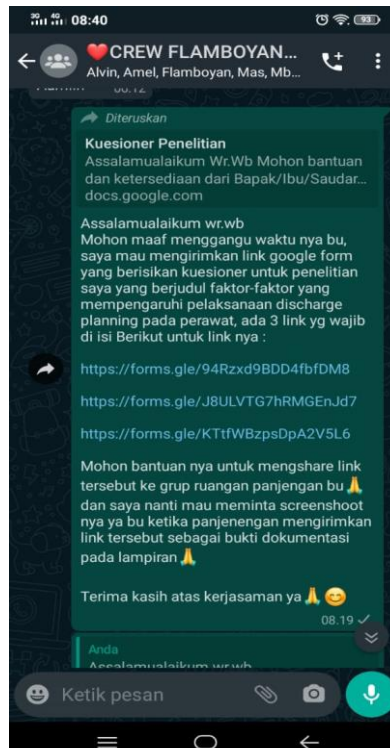 3G 4G 08:40 93
CREW FLAMBOYAN...
Alvin, Amel, Flamboyan, Mas, Mb...
06.12
Diteruskan
Kuesioner Penelitian
Assalamualaikum Wr.Wb Mohon bantuan
dan ketersediaan dari Bapak/Ibu/Saudar...
docs.google.com
Assalamualaikum wr.wb
Mohon maaf menggangu waktu nya bu,
saya mau mengirimkan link google form
yang berisikan kuesioner untuk penelitian
saya yang berjudul faktor-faktor yang
mempengaruhi pelaksanaan discharge
planning pada perawat, ada 3 link yg wajib
di isi Berikut untuk link nya :
https://forms.gle/94Rzxd9BDD4fbfDM8
https://forms.gle/J8ULVTG7hRMGEnJd7
https://forms.gle/KTtfWBzpsDpA2V5L6
Mohon bantuan nya untuk mengshare link
tersebut ke grup ruangan panjengan bu 🙏
dan saya nanti mau meminta screenshoot
nya ya bu ketika panjenengan mengirimkan
link tersebut sebagai bukti dokumentasi
pada lampiran 🙏
Terima kasih atas kerjasaman ya 🙏 😊
08.19
Anda
Assalamualaikum wr.wb
Ketik pesan